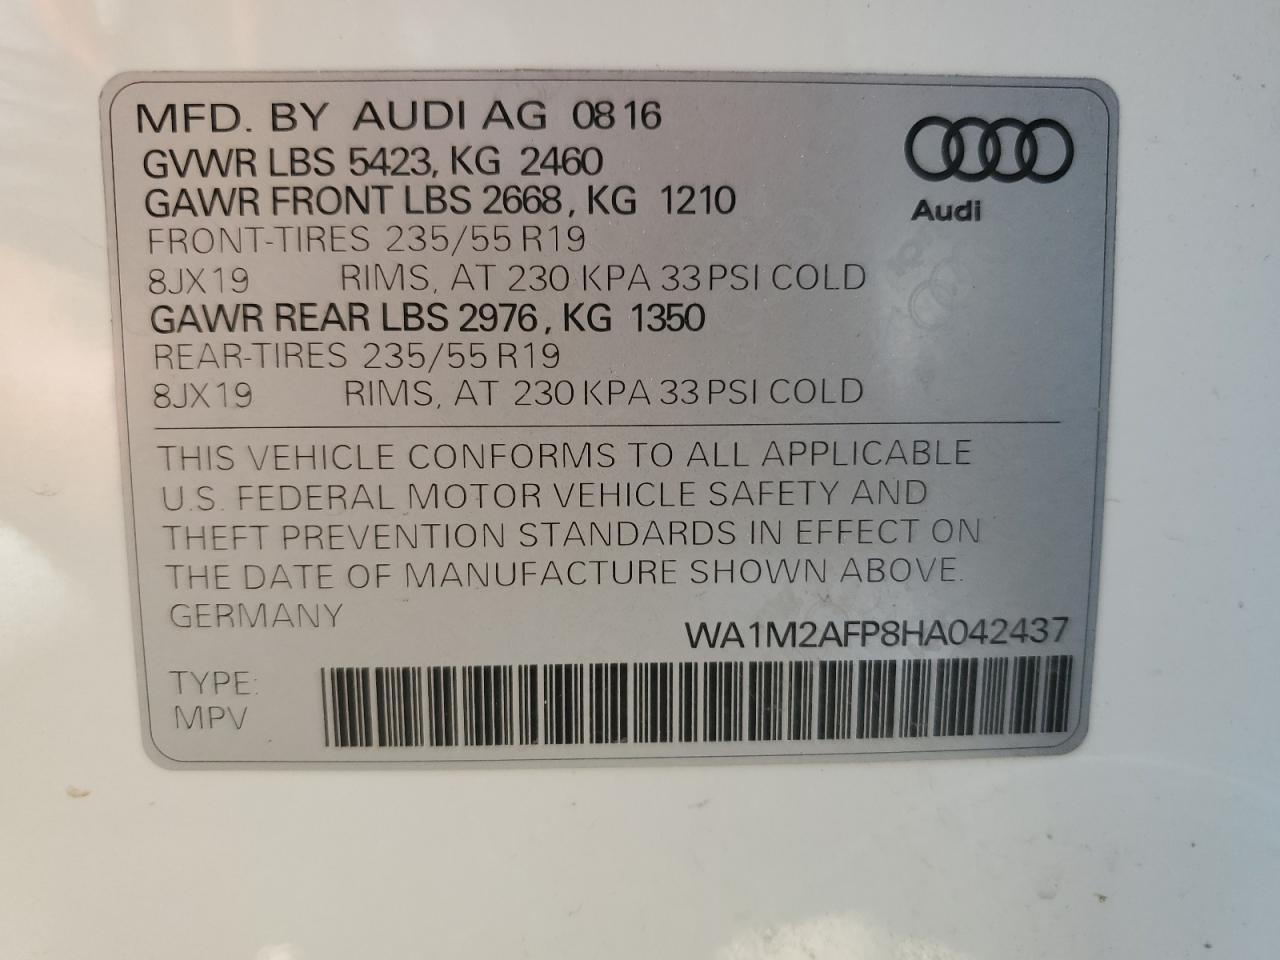 MFD. BY AUDI AG 0816
GVWR LBS 5423, KG 2460
GAWR FRONT LBS 2668, KG 1210
FRONT-TIRES 235/55 R19
8JX19 RIMS, AT 230 KPA 33 PSI COLD
GAWR REAR LBS 2976, KG 1350
REAR-TIRES 235/55 R19
8JX19 RIMS, AT 230 KPA 33 PSI COLD
Audi
THIS VEHICLE CONFORMS TO ALL APPLICABLE
U.S. FEDERAL MOTOR VEHICLE SAFETY AND
THEFT PREVENTION STANDARDS IN EFFECT ON
THE DATE OF MANUFACTURE SHOWN ABOVE.
GERMANY
WA1M2AFP8HA042437
TYPE:
MPV